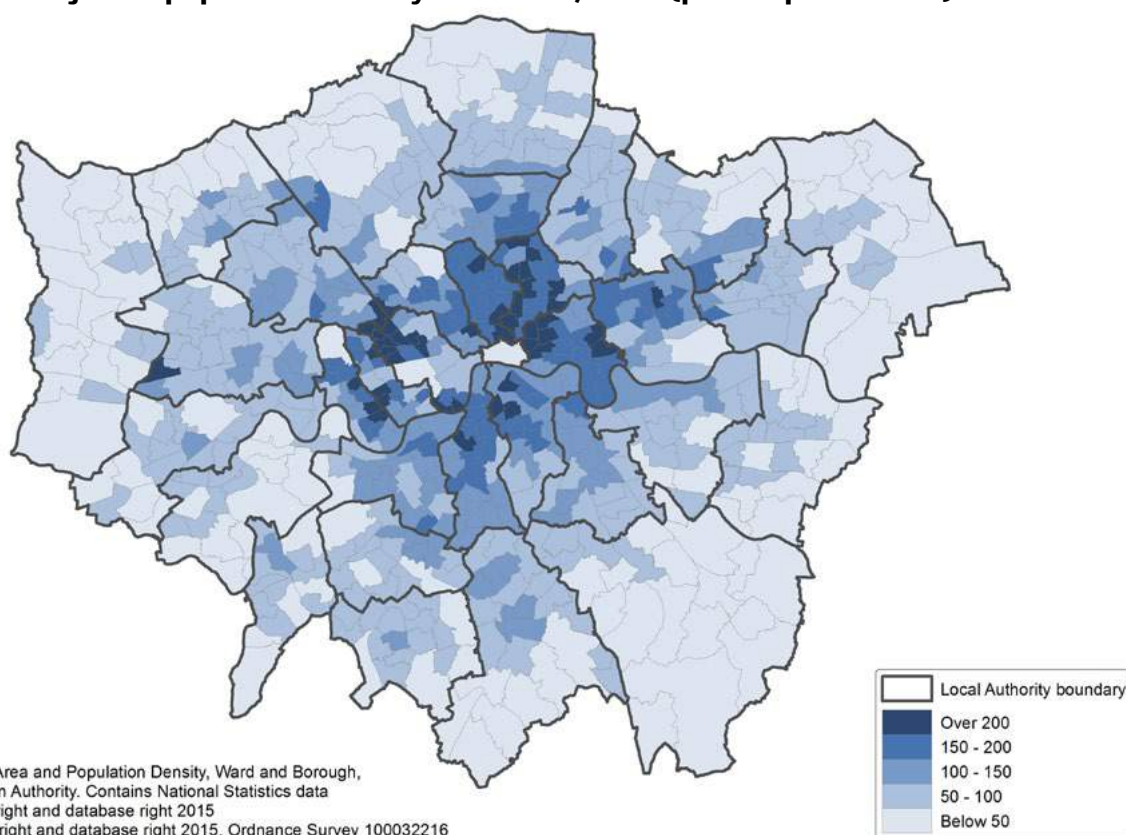 Local Authority boundary
Over 200
150 - 200
100 - 150
50 - 100
Below 50
Area and Population Density, Ward and Borough,
Authority. Contains National Statistics data
right and database right 2015
right and database right 2015. Ordnance Survey 100032216